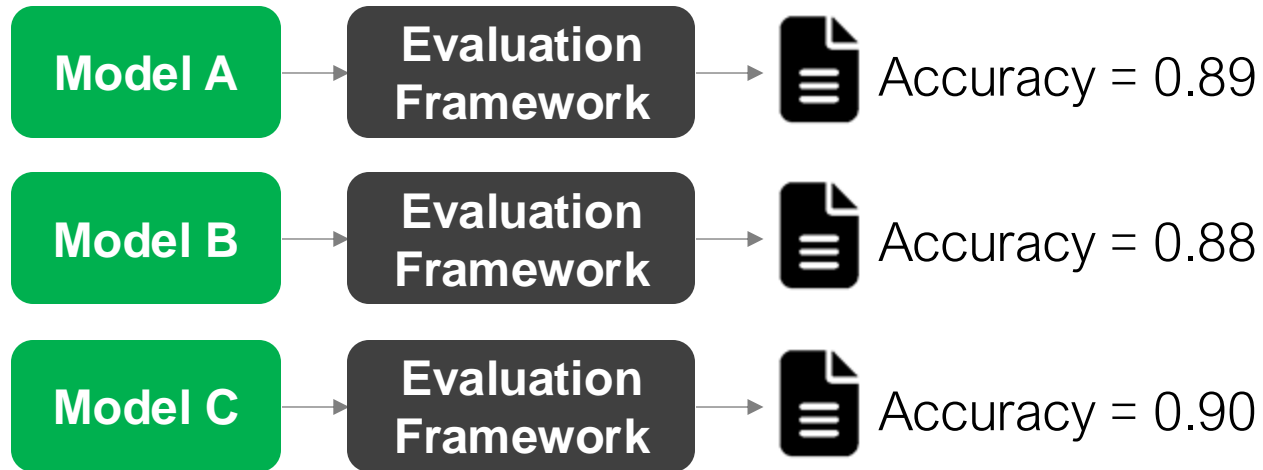 Model A
Evaluation
Framework
Accuracy = 0.89
Model B
Evaluation
Framework
Accuracy = 0.88
Model C
Evaluation
Framework
Accuracy = 0.90